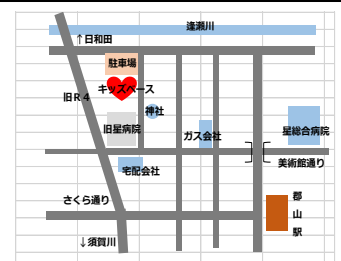 逢瀬川
↑日和田
駐車場
キッズベース
旧R4
神社
旧星病院
ガス会社
星総合病院
美術館通り
宅配会社
さくら通り
郡
山
駅
↓須賀川